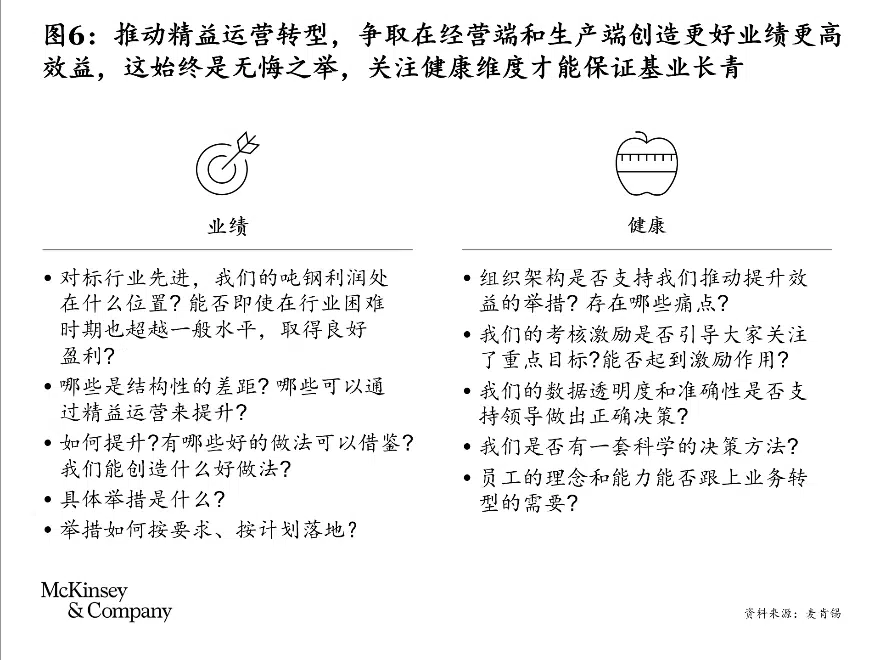 图6：推动精益运营转型，争取在经营端和生产端创造更好业绩更高
效益，这始终是无悔之举，关注健康维度才能保证基业长青
业绩
• 对标行业先进，我们的吨钢利润处
在什么位置? 能否即使在行业困难
时期也超越一般水平，取得良好
盈利?
• 哪些是结构性的差距? 哪些可以通
过精益运营来提升?
• 如何提升?有哪些好的做法可以借鉴?
我们能创造什么好做法?
• 具体举措是什么?
• 举措如何按要求、按计划落地?
健康
• 组织架构是否支持我们推动提升效
益的举措? 存在哪些痛点?
• 我们的考核激励是否引导大家关注
了重点目标?能否起到激励作用?
• 我们的数据透明度和准确性是否支
持领导做出正确决策?
• 我们是否有一套科学的决策方法?
• 员工的理念和能力能否跟上业务转
型的需要?
McKinsey
& Company
资料来源：麦肯锡